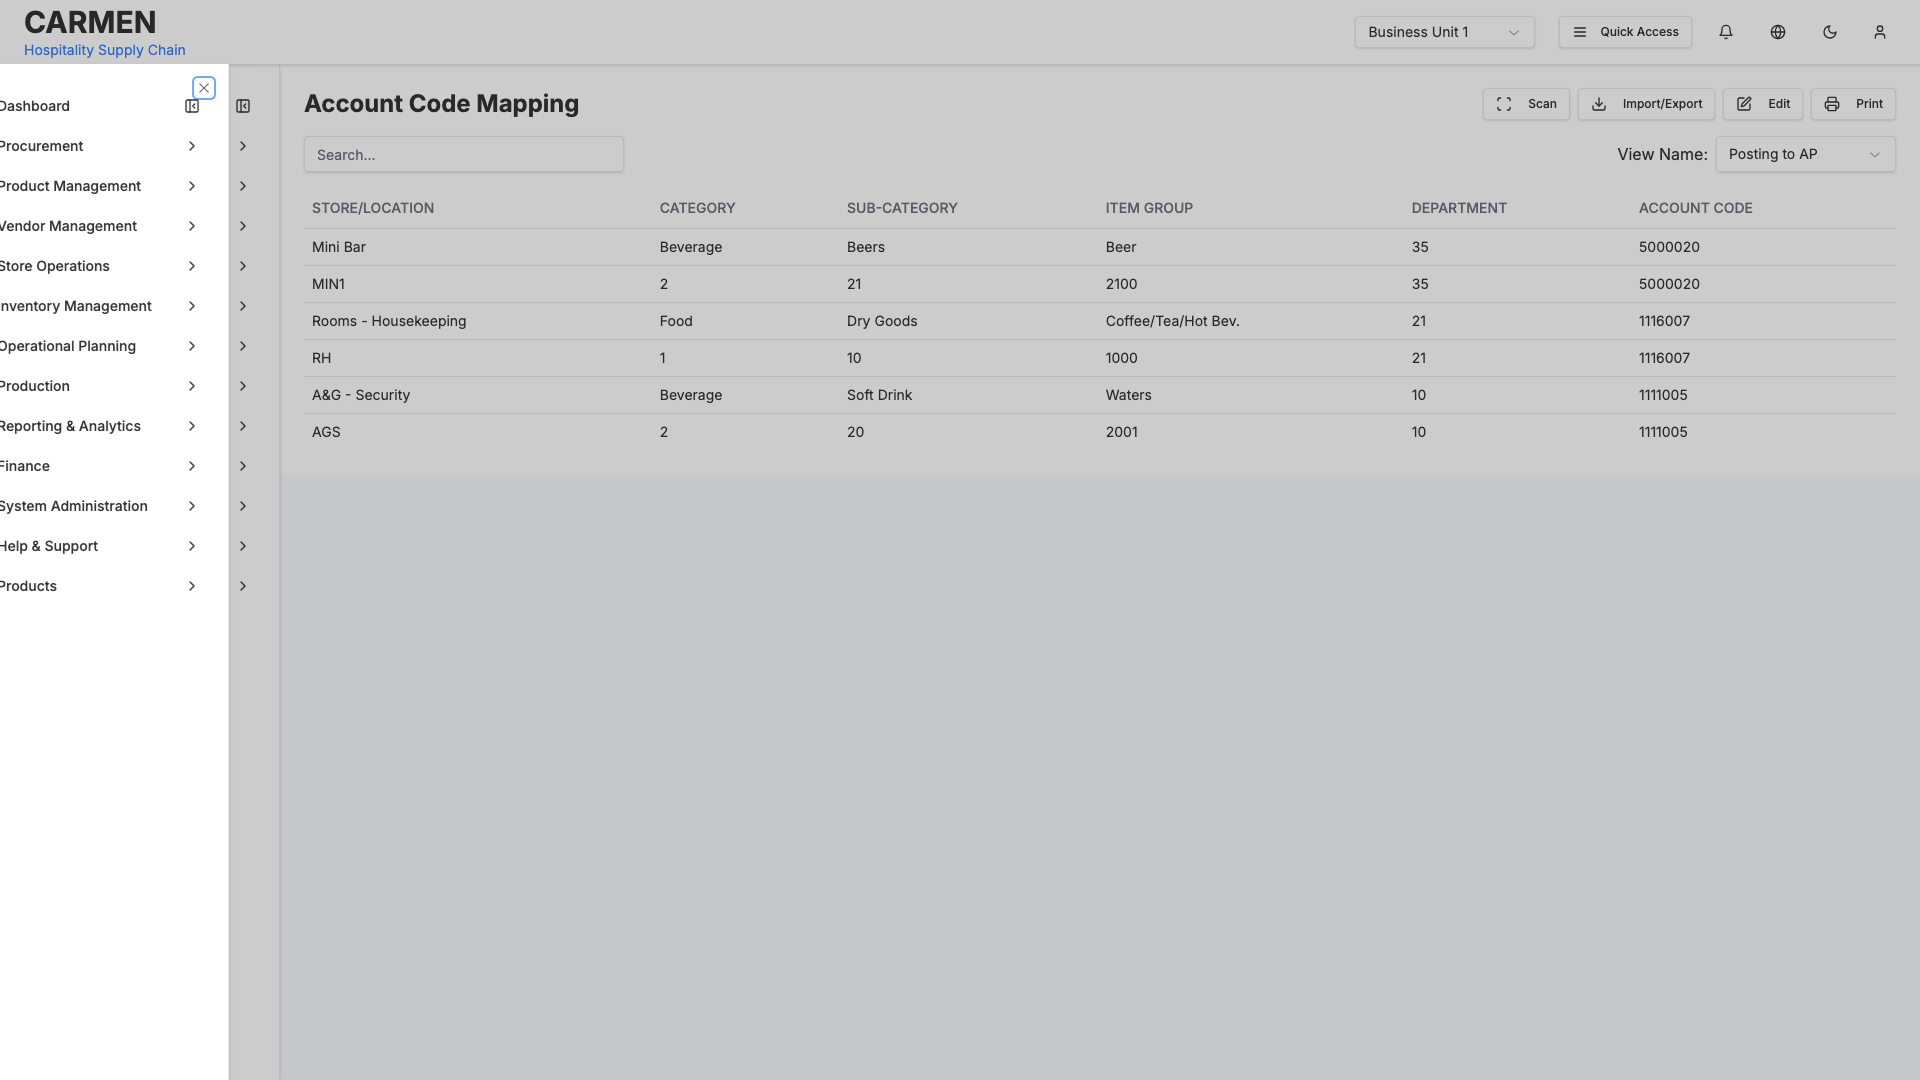 CARMEN
Hospitality Supply Chain
Business Unit 1
Quick Access
Dashboard
Procurement
Product Management
Vendor Management
Store Operations
Inventory Management
Operational Planning
Production
Reporting & Analytics
Finance
System Administration
Help & Support
Products
Account Code Mapping
Scan
Import/Export
Edit
Print
Search...
View Name: Posting to AP
STORE/LOCATION CATEGORY SUB-CATEGORY ITEM GROUP DEPARTMENT ACCOUNT CODE
Mini Bar Beverage Beers Beer 35 5000020
MIN1 2 21 2100 35 5000020
Rooms - Housekeeping Food Dry Goods Coffee/Tea/Hot Bev. 21 1116007
RH 1 10 1000 21 1116007
A&G - Security Beverage Soft Drink Waters 10 1111005
AGS 2 20 2001 10 1111005